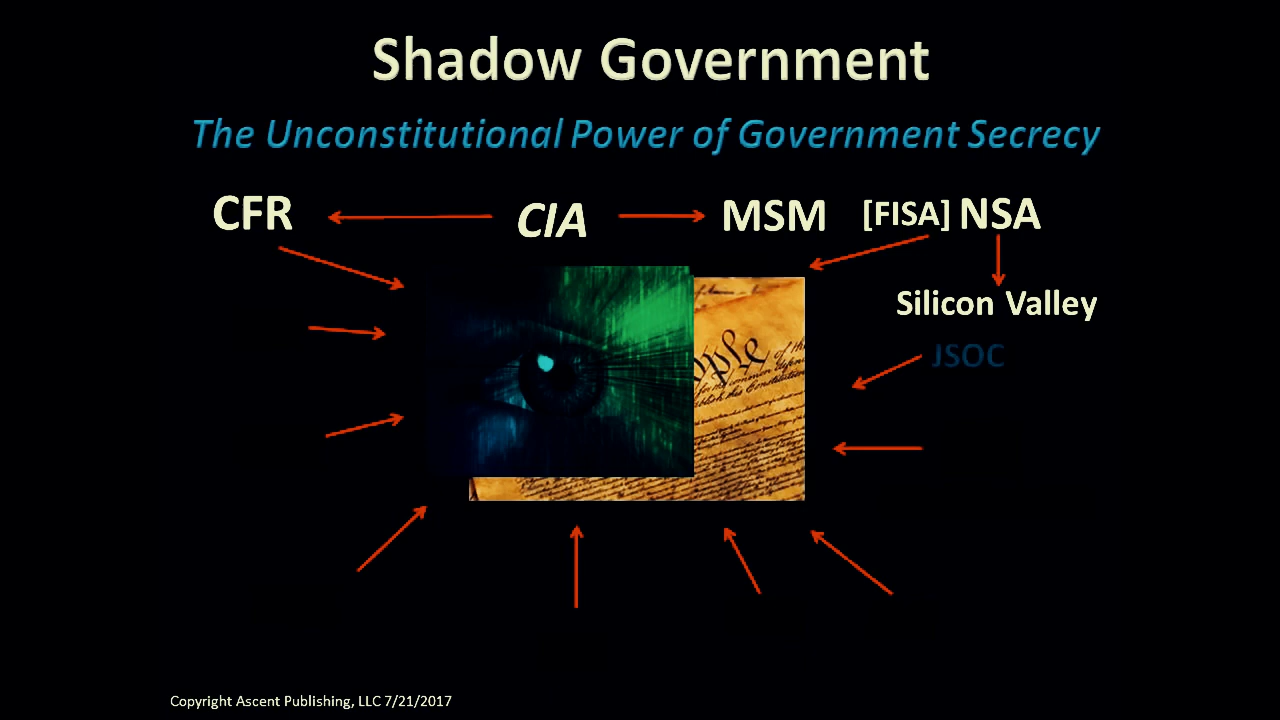 Shadow Government
The Unconstitutional Power of Government Secrecy
CFR CIA MSM [FISA] NSA
Silicon Valley
JSOC
ople
Copyright Ascent Publishing, LLC 7/21/2017